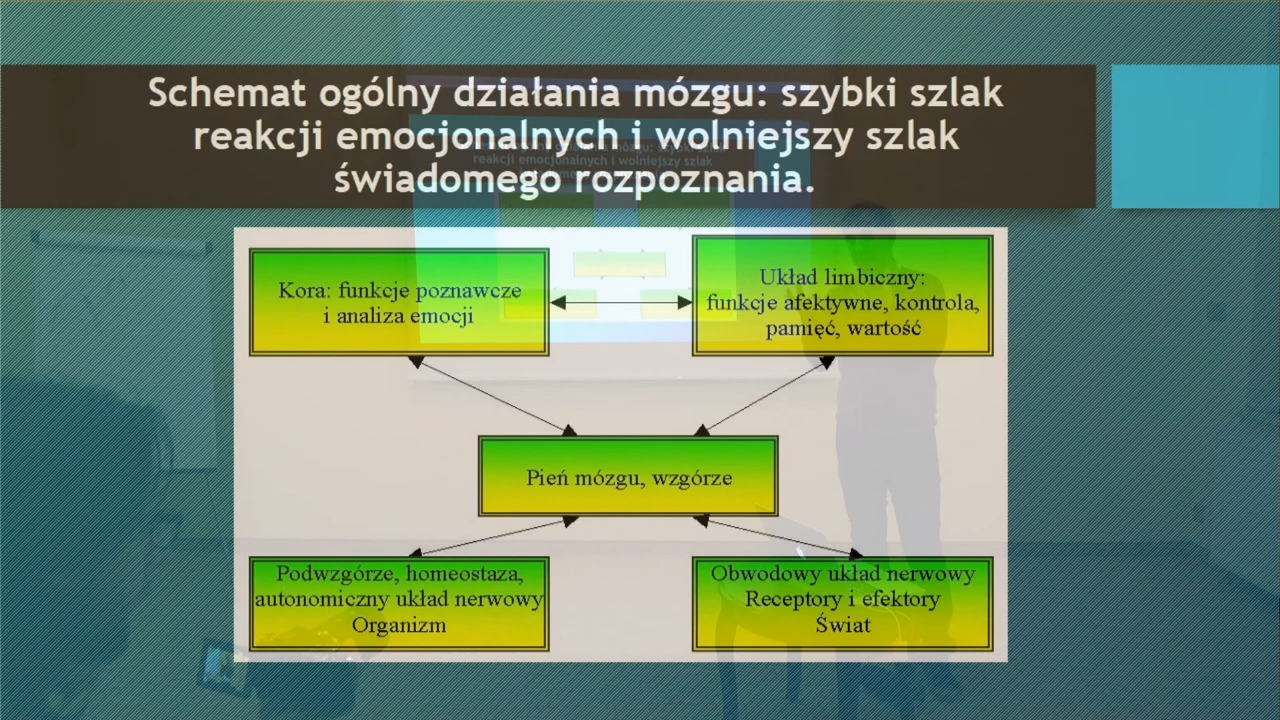 Schemat ogólny działania mózgu: szybki szlak
reakcji emocjonalnych i wolniejszy szlak
świadomego rozpoznania.
Kora: funkcje poznawcze
i analiza emocji
Układ limbiczny:
funkcje afektywne, kontrola,
pamięć, wartość
Pień mózgu, wzgórze
Podwzgórze, homeostaza,
autonomiczny układ nerwowy
Organizm
Obwodowy układ nerwowy
Receptory i efektory
Świat